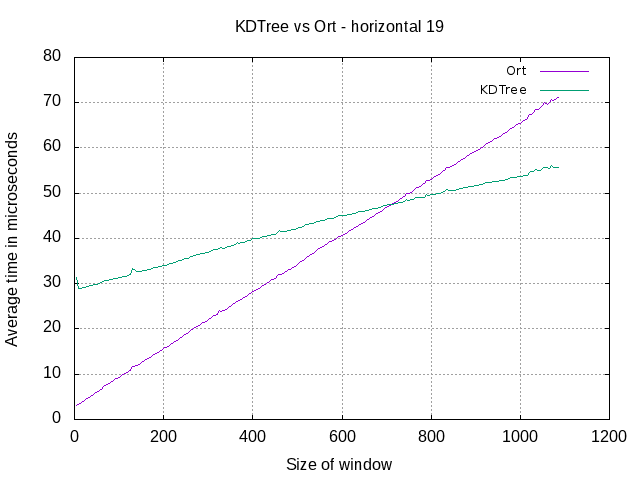 KDTree vs Ort - horizontal 19
80
70
60
50
40
30
20
10
0
Average time in microseconds
Ort
KDTree
0 200 400 600 800 1000 1200
Size of window